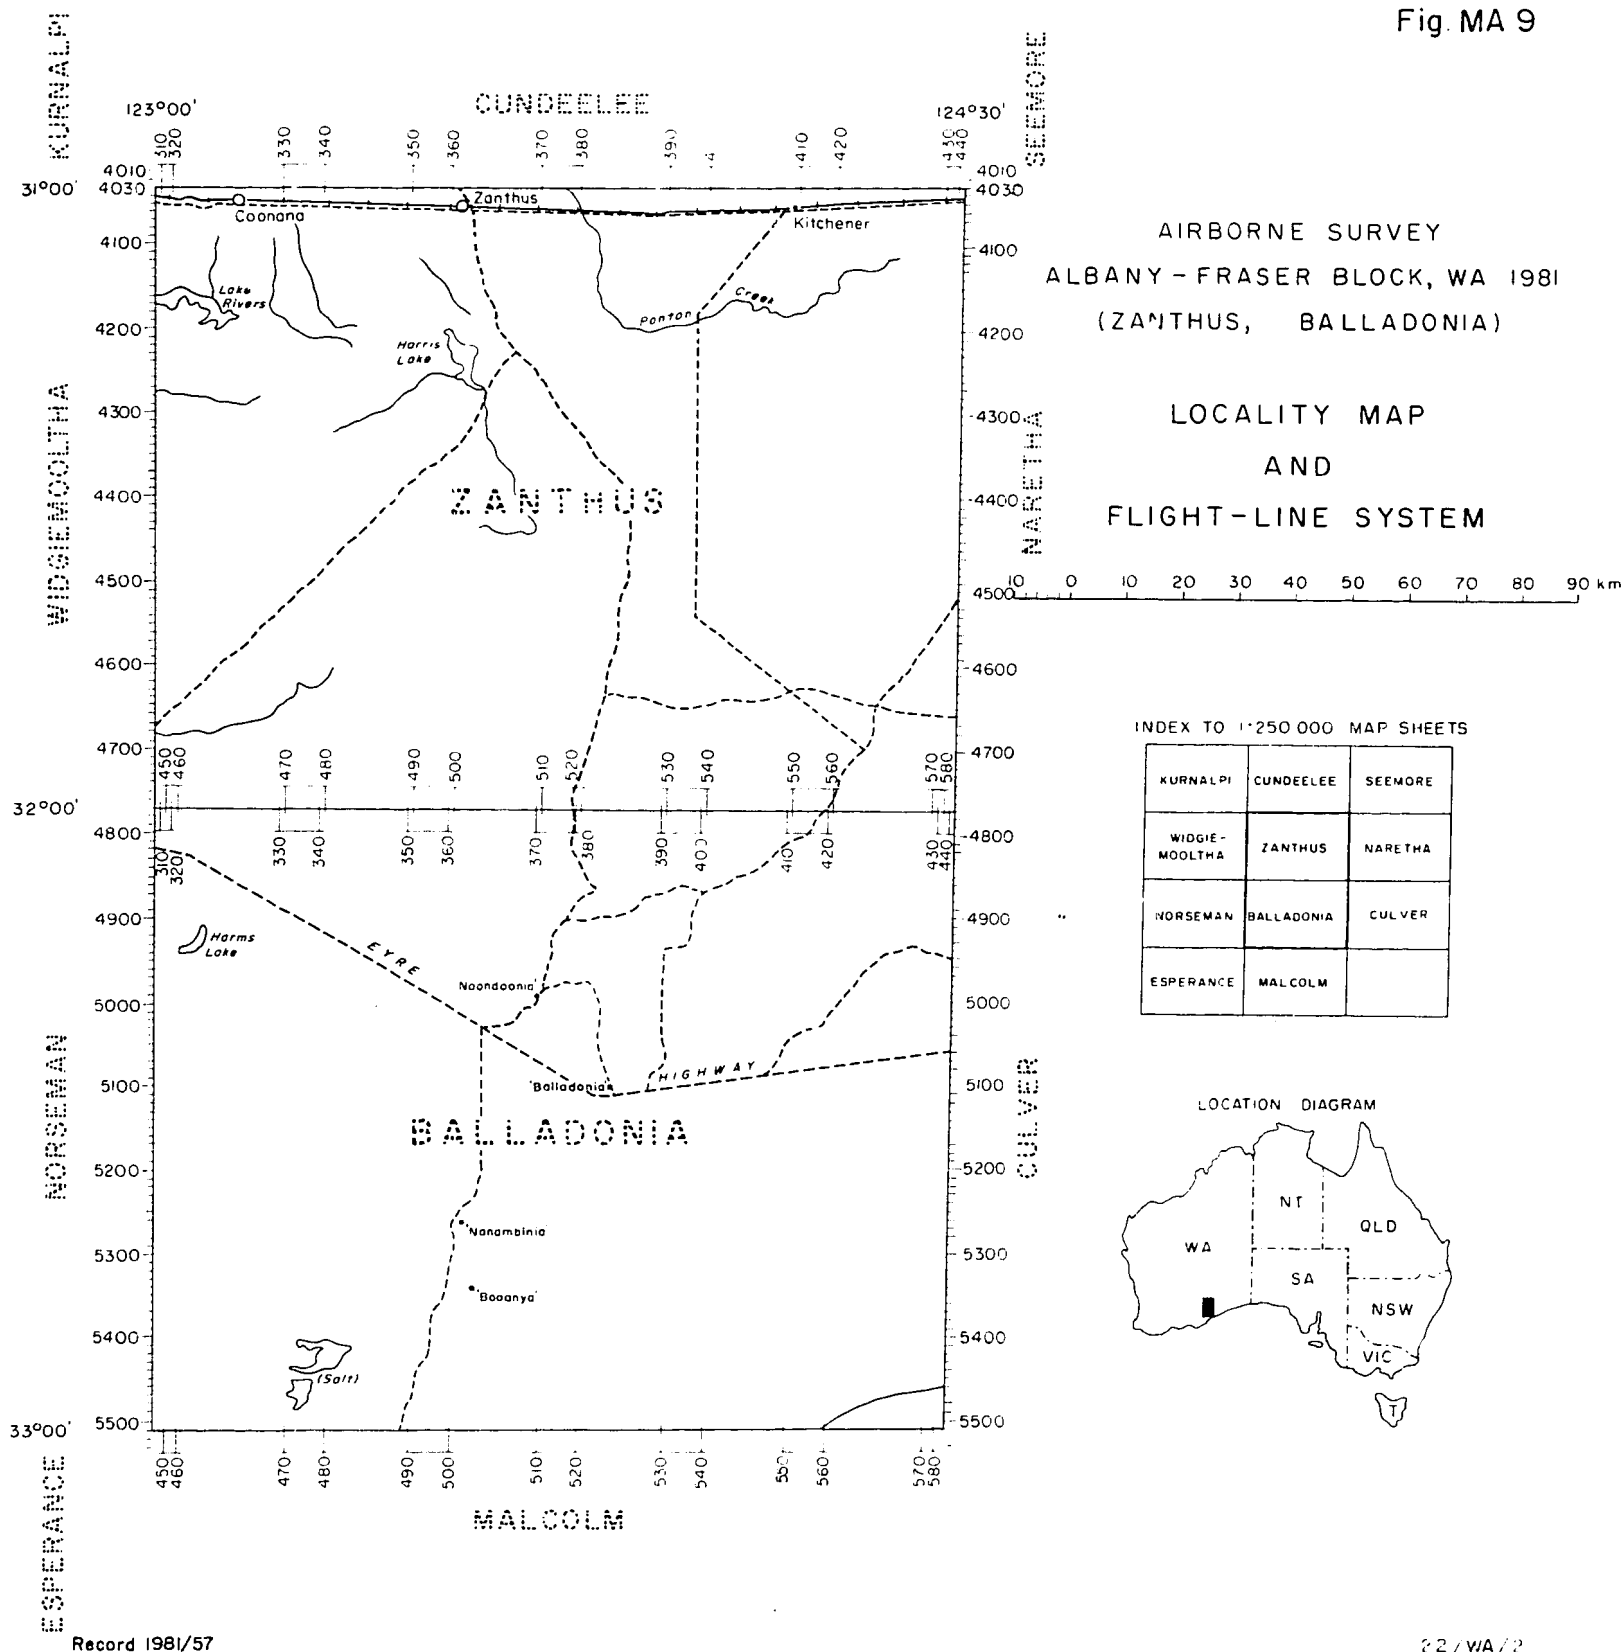 Fig. MA 9
KURNALPI
CUNDEELEE
SEEMORE
123°00'
124°30'
310 320 330 340 350 360 370 380 390 4 410 420 430 440
4010
4010
31°00'
4030
4030
Zanthus
Coonana
Kitchener
4100
4100
Lake
Rivers
Ponton Creek
4200
4200
Harris
Lake
4300
4300
WIDGIEMOOLTHA
NARETHA
4400
4400
ZANTHUS
4500
4500
4600
4600
4700
4700
450 460 470 480 490 500 510 520 530 540 550 560 570 580
32°00'
4800
4800
310 320 330 340 350 360 370 380 390 400 410 420 430 440
4900
4900
Harms
Lake
EYRE
'Noondoonia'
5000
5000
HIGHWAY
'Balladonia'
5100
5100
NORSEMAN
CULVER
BALLADONIA
5200
5200
'Nanambinia'
5300
5300
'Booanya'
5400
5400
(Salt)
33°00'
5500
5500
450 460 470 480 490 500 510 520 530 540 550 560 570 580
ESPERANCE
MALCOLM
AIRBORNE SURVEY
ALBANY-FRASER BLOCK, WA 1981
(ZANTHUS, BALLADONIA)
LOCALITY MAP
AND
FLIGHT-LINE SYSTEM
10 0 10 20 30 40 50 60 70 80 90 km
INDEX TO 1:250 000 MAP SHEETS
KURNALPI CUNDEELEE SEEMORE
WIDGIE-
MOOLTHA ZANTHUS NARETHA
NORSEMAN BALLADONIA CULVER
ESPERANCE MALCOLM
LOCATION DIAGRAM
NT
QLD
WA
SA
NSW
VIC
T
Record 1981/57